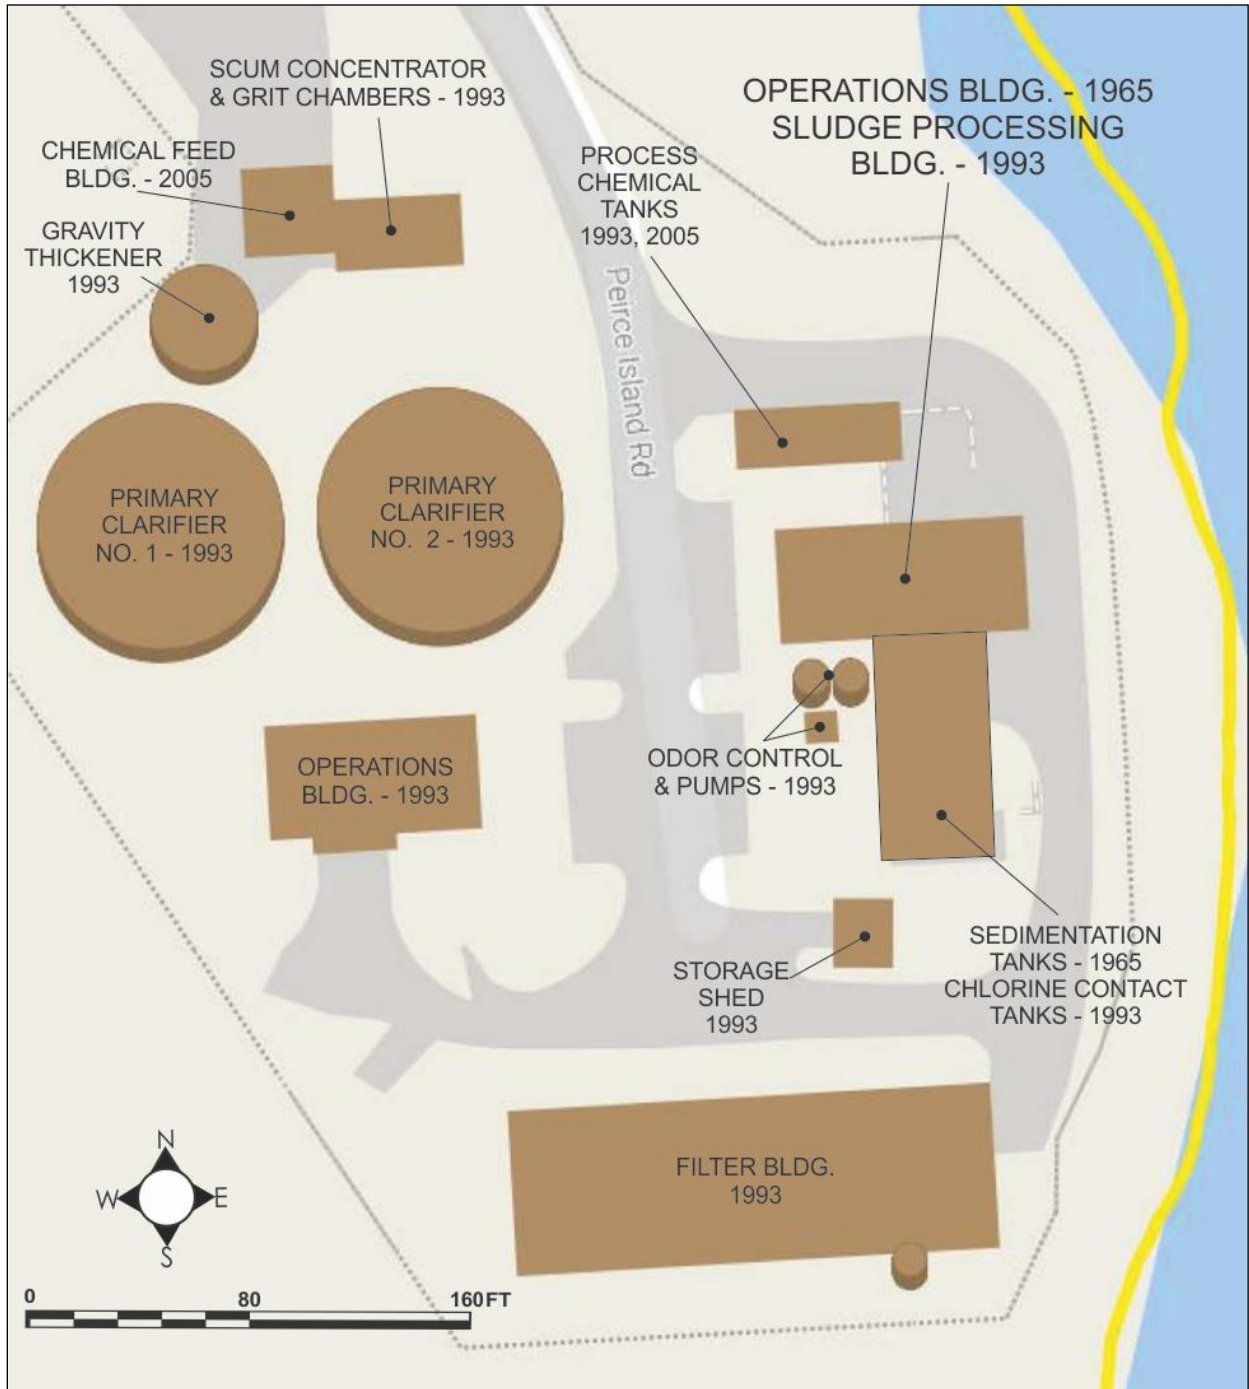 SCUM CONCENTRATOR
& GRIT CHAMBERS - 1993
OPERATIONS BLDG. - 1965
SLUDGE PROCESSING
BLDG. - 1993
CHEMICAL FEED
BLDG. - 2005
PROCESS
CHEMICAL
TANKS
1993, 2005
GRAVITY
THICKENER
1993
Peirce Island Rd
PRIMARY
CLARIFIER
NO. 1 - 1993
PRIMARY
CLARIFIER
NO. 2 - 1993
OPERATIONS
BLDG. - 1993
ODOR CONTROL
& PUMPS - 1993
STORAGE
SHED
1993
SEDIMENTATION
TANKS - 1965
CHLORINE CONTACT
TANKS - 1993
FILTER BLDG.
1993
N
W E
S
0 80 160 FT